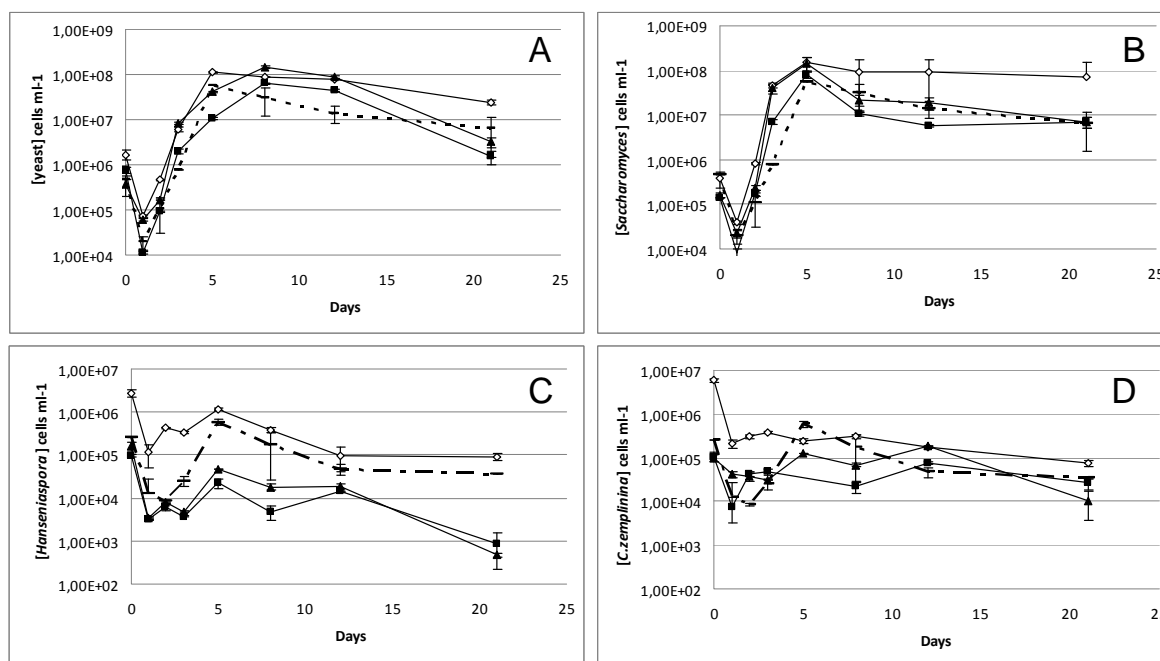 A
[yeast] cells ml-1
1,00E+09
1,00E+08
1,00E+07
1,00E+06
1,00E+05
1,00E+04
0 5 10 15 20 25
Days
B
[Saccharomyces] cells ml-1
1,00E+09
1,00E+08
1,00E+07
1,00E+06
1,00E+05
1,00E+04
0 5 10 15 20 25
Days
C
[Hanseniaspora] cells ml-1
1,00E+07
1,00E+06
1,00E+05
1,00E+04
1,00E+03
1,00E+02
0 5 10 15 20 25
Days
D
[C.zemplinina] cells ml-1
1,00E+07
1,00E+06
1,00E+05
1,00E+04
1,00E+03
1,00E+02
0 5 10 15 20 25
Days